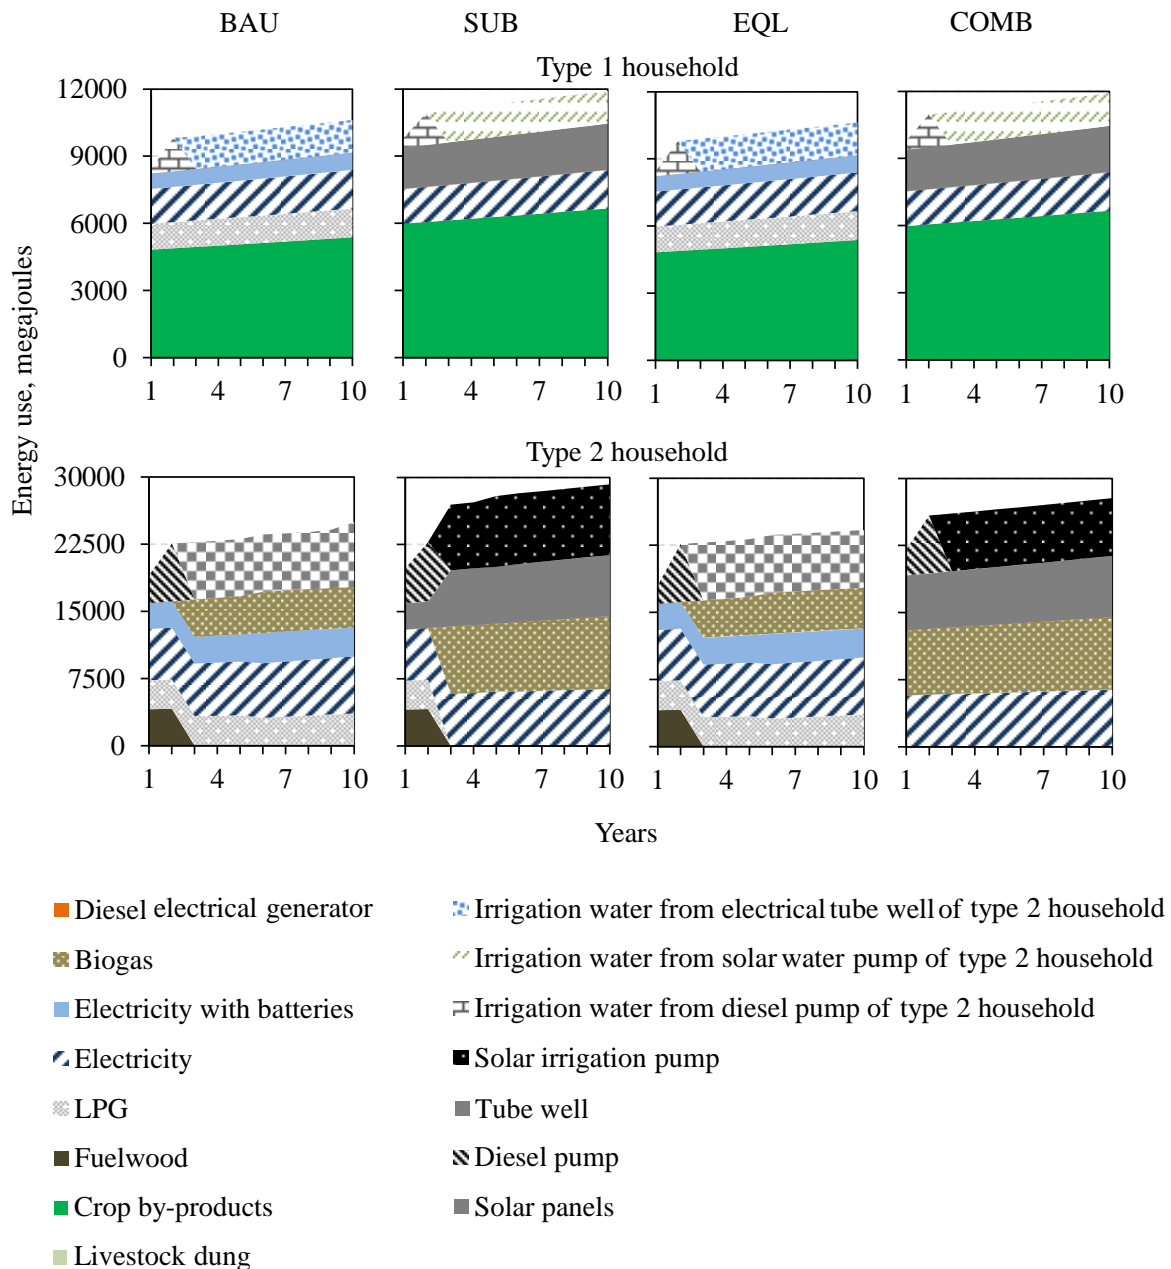 BAU SUB EQL COMB
Type 1 household
12000
9000
6000
3000
0
1 4 7 10 1 4 7 10 1 4 7 10 1 4 7 10
Energy use, megajoules
Type 2 household
30000
22500
15000
7500
0
1 4 7 10 1 4 7 10 1 4 7 10 1 4 7 10
Years
Diesel electrical generator
Biogas
Electricity with batteries
Electricity
LPG
Fuelwood
Crop by-products
Livestock dung
Irrigation water from electrical tube well of type 2 household
Irrigation water from solar water pump of type 2 household
Irrigation water from diesel pump of type 2 household
Solar irrigation pump
Tube well
Diesel pump
Solar panels